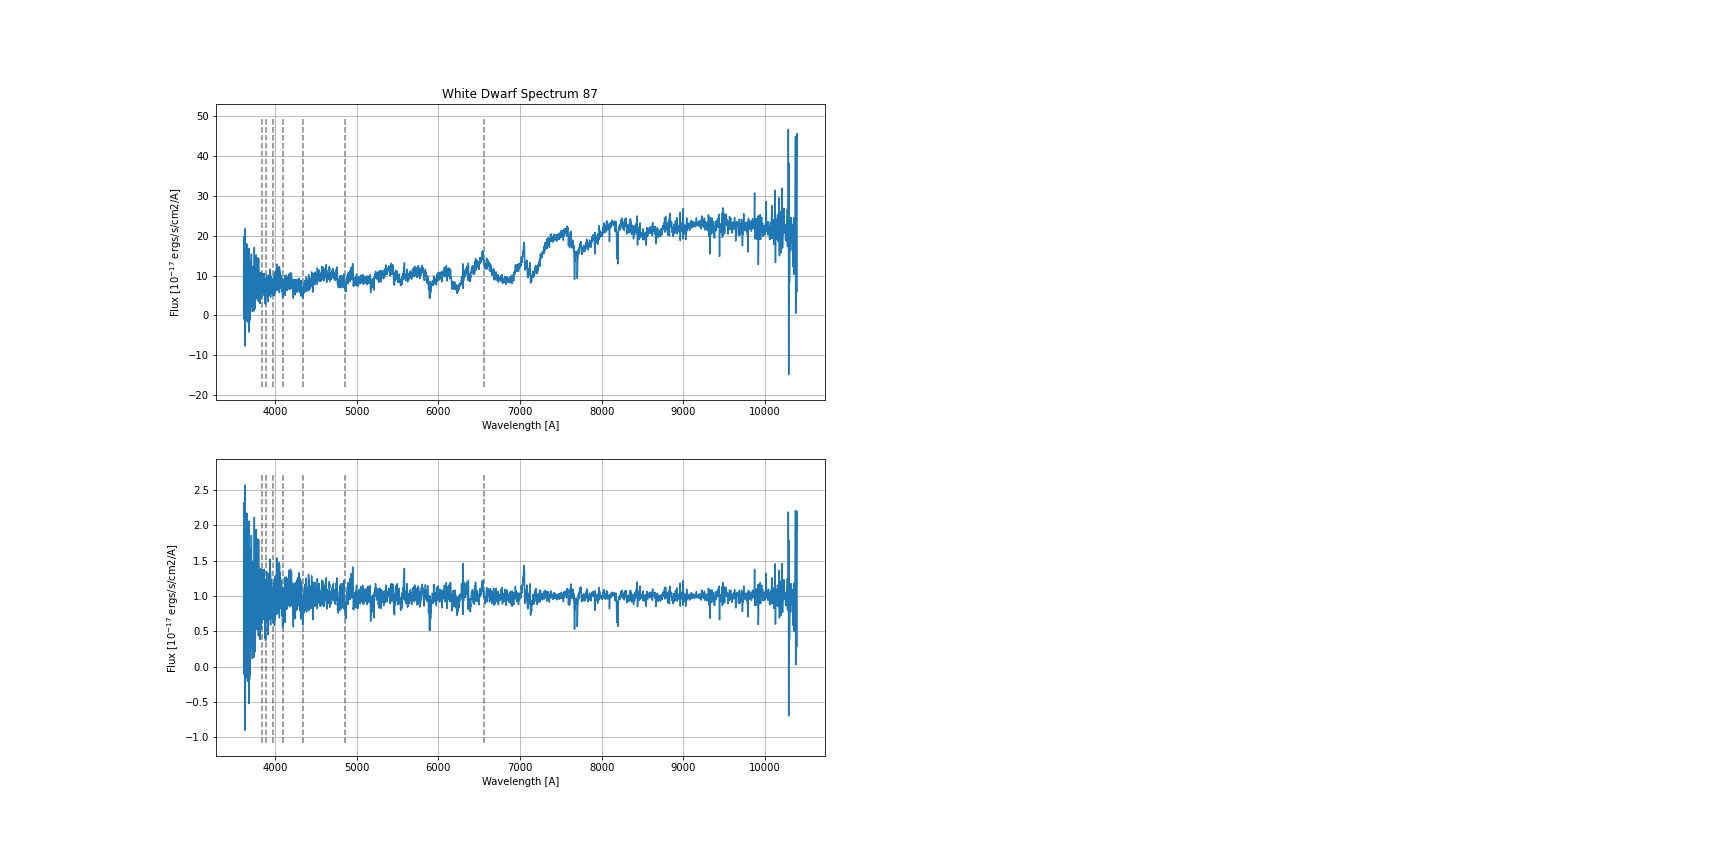 White Dwarf Spectrum 87
Flux [10⁻¹⁷ ergs/s/cm2/A]
50
40
30
20
10
0
−10
−20
4000 5000 6000 7000 8000 9000 10000
Wavelength [A]
Flux [10⁻¹⁷ ergs/s/cm2/A]
2.5
2.0
1.5
1.0
0.5
0.0
−0.5
−1.0
4000 5000 6000 7000 8000 9000 10000
Wavelength [A]